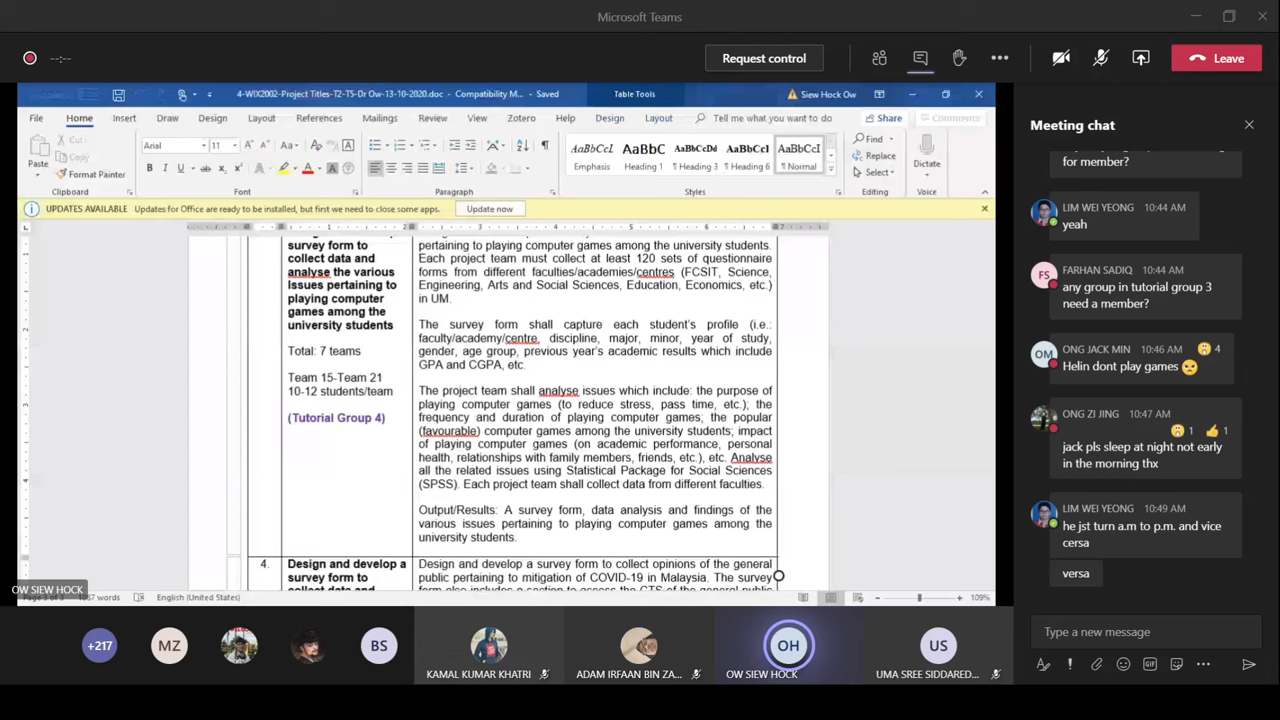 Microsoft Teams
--:--
Request control
Leave
4-WIX2002-Project Titles-T2-T5-Dr Ow-13-10-2020.doc - Compatibility M... - Saved
Table Tools
Siew Hock Ow
File Home Insert Draw Design Layout References Mailings Review View Zotero Design Layout Tell me what you want to do Share Comments
Paste
Cut
Copy
Format Painter
Clipboard
Arial 11
Font
Paragraph
AaBbCcL AaBbC AaBbCcDd AaBbCc AaBbCcI
Emphasis Heading 1 ¶ Heading 3 ¶ Heading 6 ¶ Normal
Styles
Find
Replace
Select
Editing
Dictate
Voice
UPDATES AVAILABLE Updates for Office are ready to be installed, but first we need to close some apps. Update now
survey form to
collect data and
analyse the various
Issues pertaining to
playing computer
games among the
university students
Total: 7 teams
Team 15-Team 21
10-12 students/team
(Tutorial Group 4)
pertaining to playing computer games among the university students.
Each project team must collect at least 120 sets of questionnaire
forms from different faculties/academies/centres (FCSIT, Science,
Engineering, Arts and Social Sciences, Education, Economics, etc.)
in UM.
The survey form shall capture each student's profile (i.e.:
faculty/academy/centre, discipline, major, minor, year of study,
gender, age group, previous year's academic results which include
GPA and CGPA, etc.
The project team shall analyse issues which include: the purpose of
playing computer games (to reduce stress, pass time, etc.); the
frequency and duration of playing computer games; the popular
(favourable) computer games among the university students; impact
of playing computer games (on academic performance, personal
health, relationships with family members, friends, etc.), etc. Analyse
all the related issues using Statistical Package for Social Sciences
(SPSS). Each project team shall collect data from different faculties.
Output/Results: A survey form, data analysis and findings of the
various issues pertaining to playing computer games among the
university students.
4.
Design and develop a
survey form to
Design and develop a survey form to collect opinions of the general
public pertaining to mitigation of COVID-19 in Malaysia. The survey
form also includes a section to assess the CTS of the general public
OW SIEW HOCK
words
English (United States)
109%
Meeting chat
for member?
LIM WEI YEONG 10:44 AM
yeah
FS
FARHAN SADIQ 10:44 AM
any group in tutorial group 3
need a member?
OM
ONG JACK MIN 10:46 AM 4
Helin dont play games
ONG ZI JING 10:47 AM
1 1
jack pls sleep at night not early
in the morning thx
LIM WEI YEONG 10:49 AM
he jst turn a.m to p.m. and vice
cersa
versa
Type a new message
GIF
+217
MZ
BS
KAMAL KUMAR KHATRI
ADAM IRFAAN BIN ZA...
OH
OW SIEW HOCK
US
UMA SREE SIDDARED...